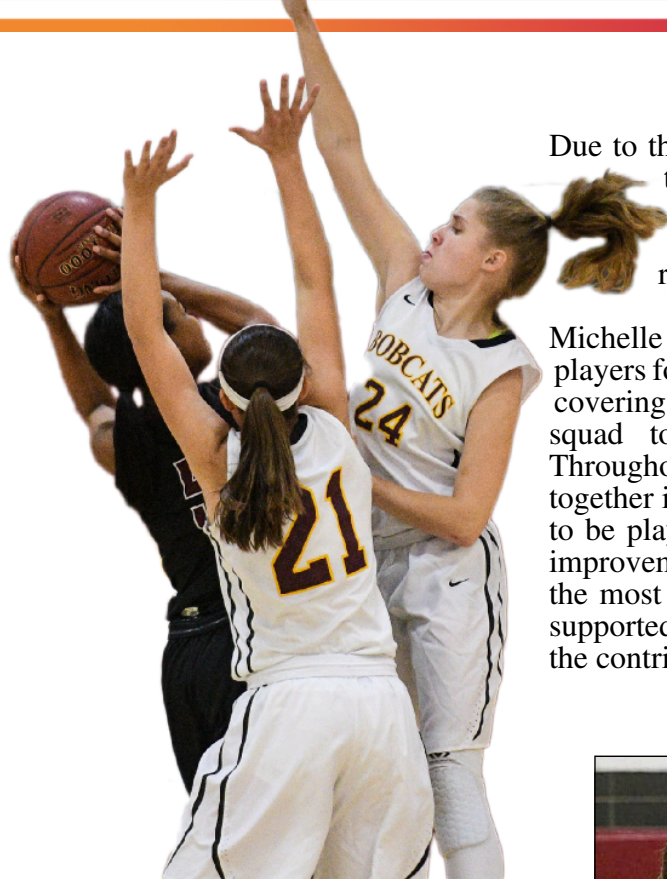 Due to th
t
r
Michelle
players fo
covering
squad to
Througho
together i
to be play
improvem
the most
supported
the contri
BOBCATS
24
21